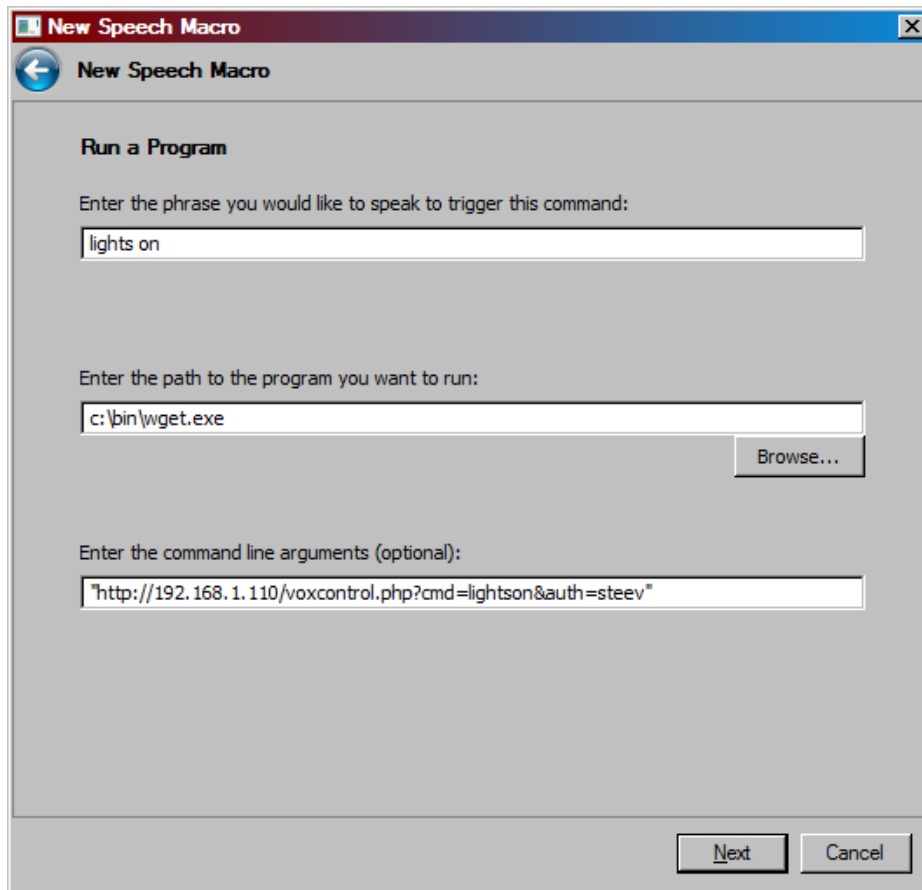 New Speech Macro
New Speech Macro
Run a Program
Enter the phrase you would like to speak to trigger this command:
lights on
Enter the path to the program you want to run:
c:\bin\wget.exe
Browse...
Enter the command line arguments (optional):
"http://192.168.1.110/voxcontrol.php?cmd=lightson&auth=steev"
Next Cancel